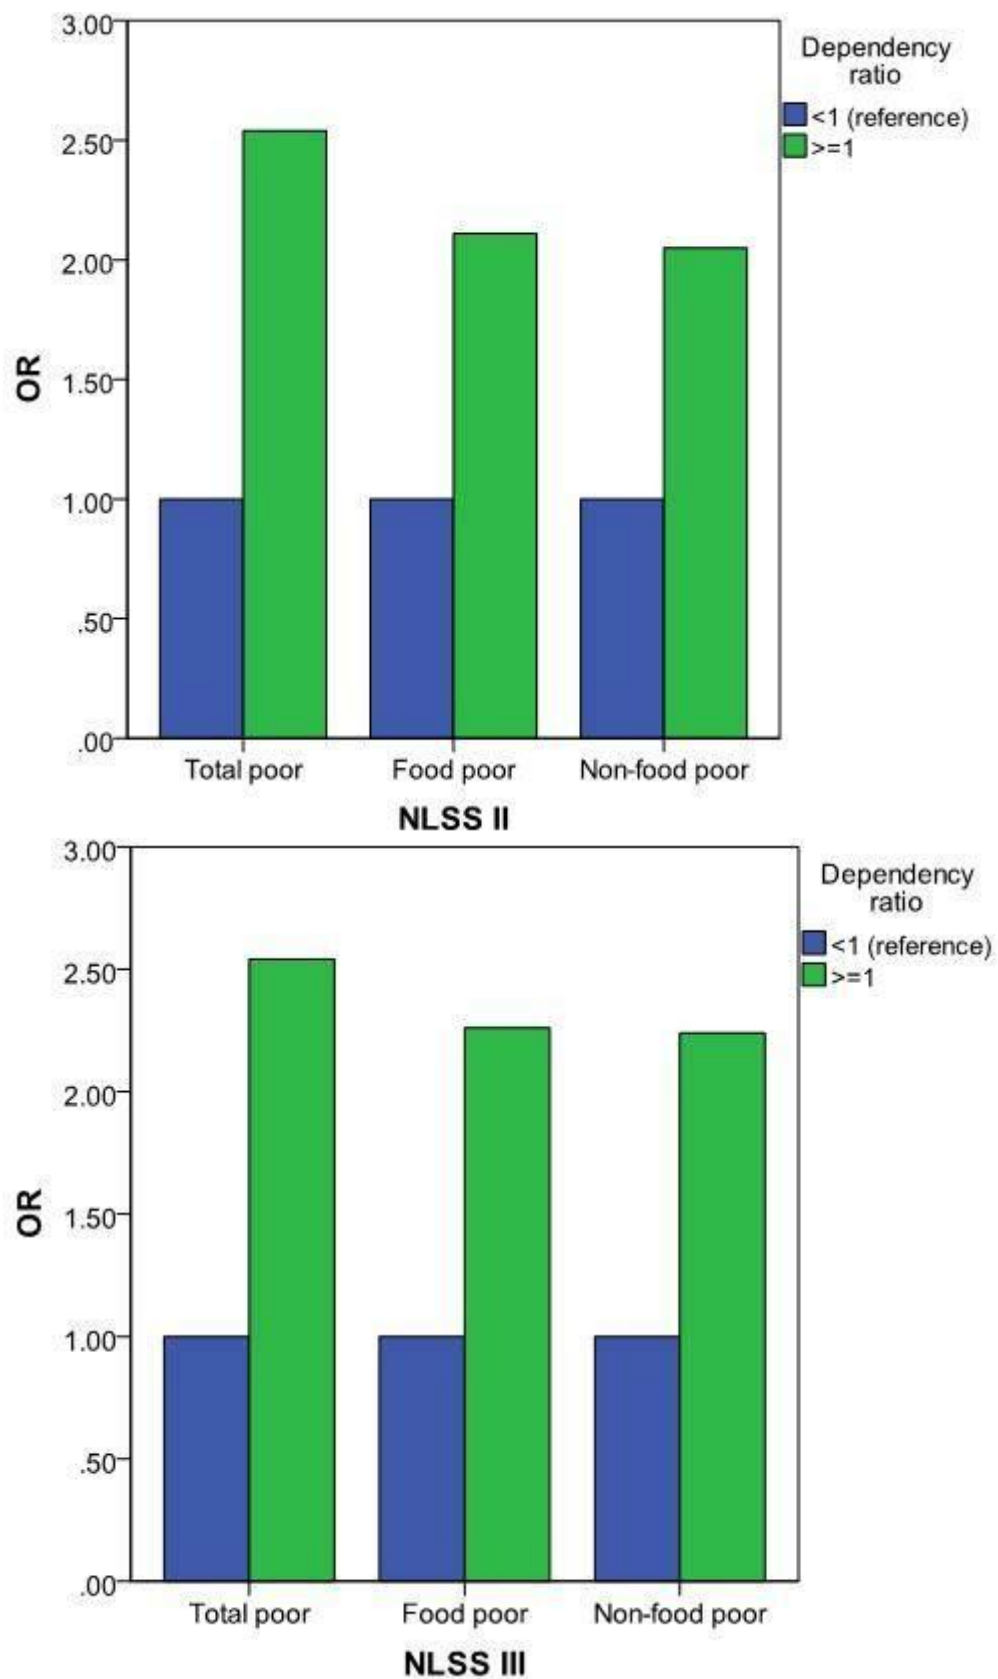 3.00
2.50
2.00
1.50
1.00
.50
.00
OR
Total poor
Food poor
Non-food poor
NLSS II
Dependency
ratio
<1 (reference)
>=1
3.00
2.50
2.00
1.50
1.00
.50
.00
OR
Total poor
Food poor
Non-food poor
NLSS III
Dependency
ratio
<1 (reference)
>=1